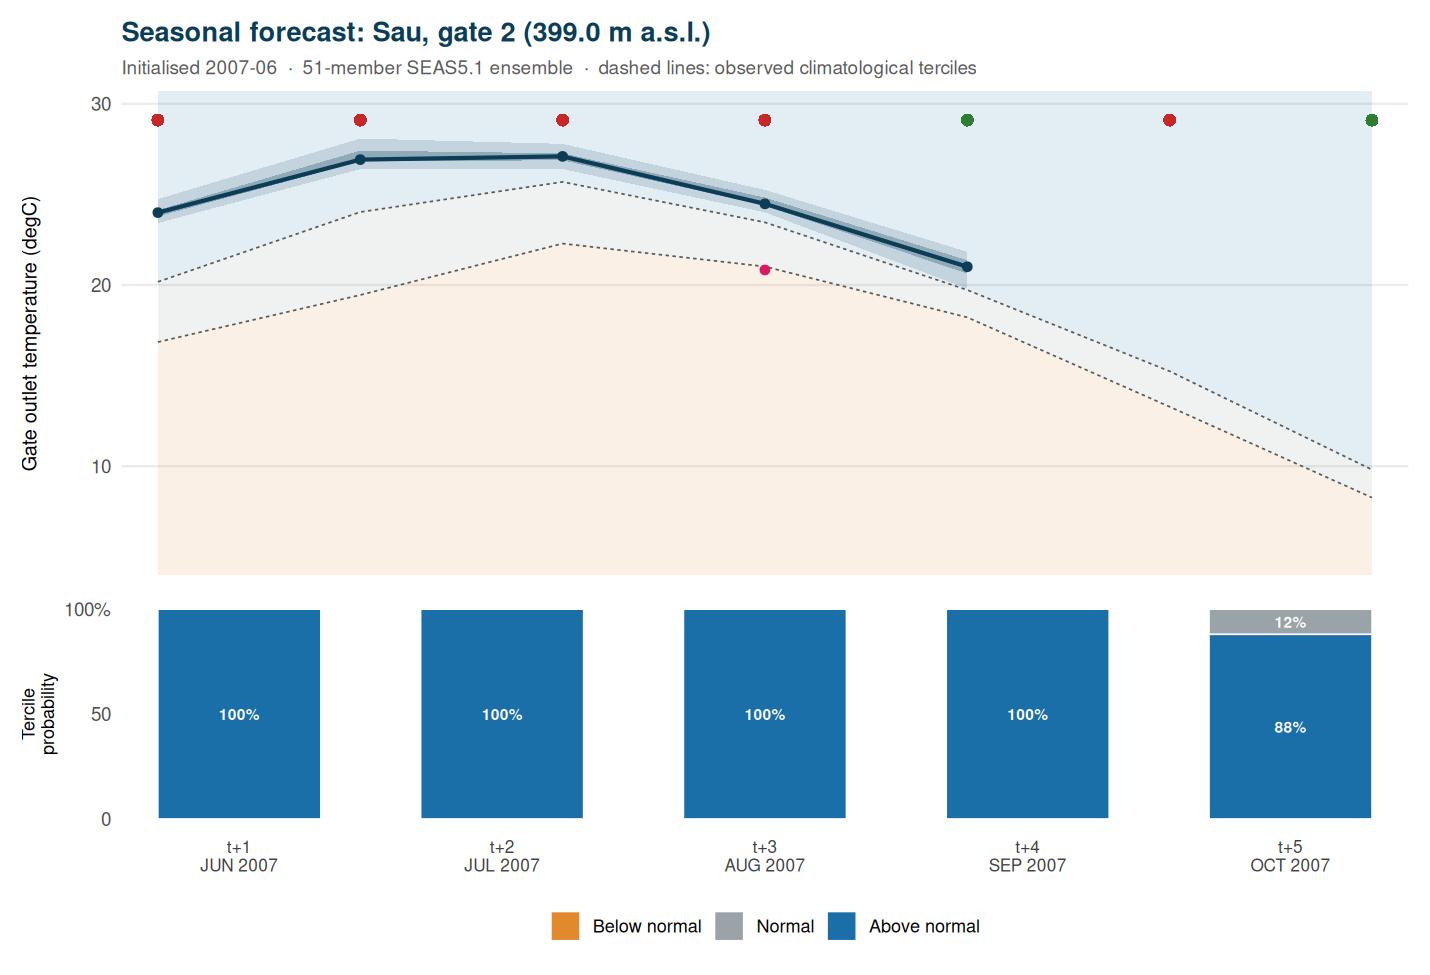 Seasonal forecast: Sau, gate 2 (399.0 m a.s.l.)
Initialised 2007-06 · 51-member SEAS5.1 ensemble · dashed lines: observed climatological terciles
Gate outlet temperature (degC)
30
20
10
Tercile
probability
100%
50
0
100%
100%
100%
100%
12%
88%
t+1
JUN 2007
t+2
JUL 2007
t+3
AUG 2007
t+4
SEP 2007
t+5
OCT 2007
Below normal
Normal
Above normal